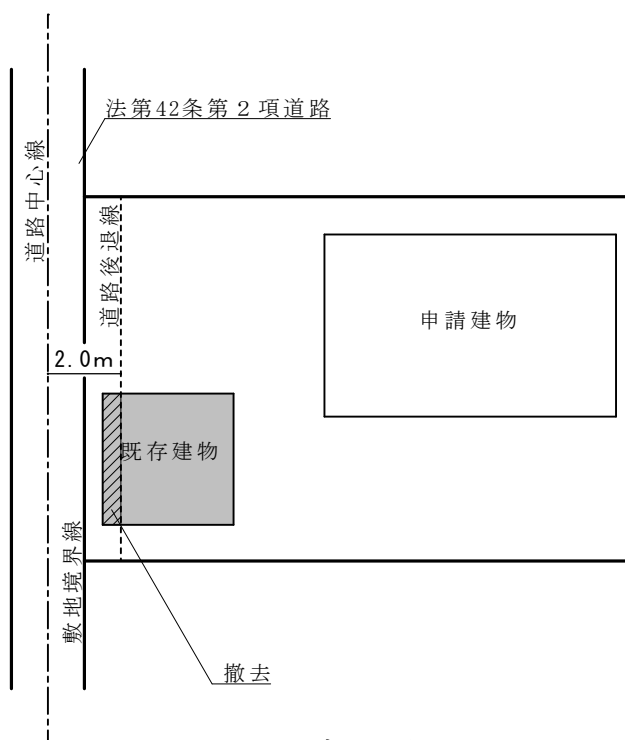 法第42条第２項道路
道路中心線
道路後退線
申請建物
2.0m
既存建物
敷地境界線
撤去